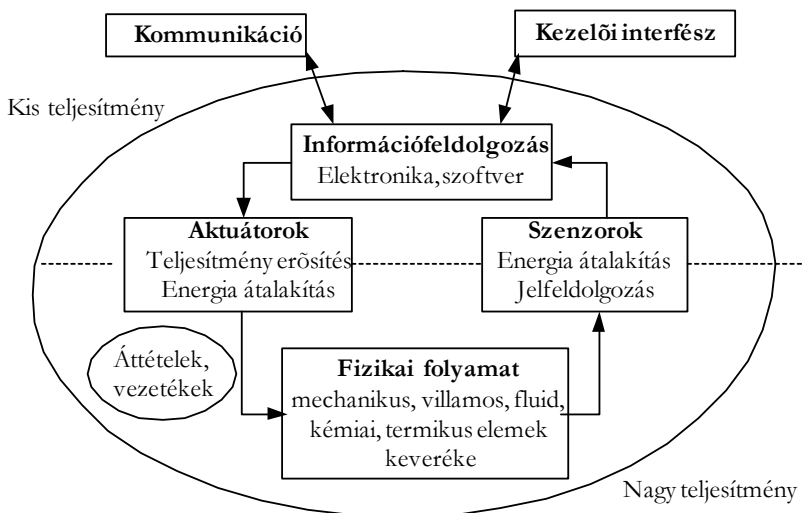 Kommunikáció
Kezelõi interfész
Kis teljesítmény
Információfeldolgozás
Elektronika, szoftver
Aktuátorok
Teljesítmény erõsítés
Energia átalakítás
Szenzorok
Energia átalakítás
Jelfeldolgozás
Áttételek,
vezetékek
Fizikai folyamat
mechanikus, villamos, fluid,
kémiai, termikus elemek
keveréke
Nagy teljesítmény